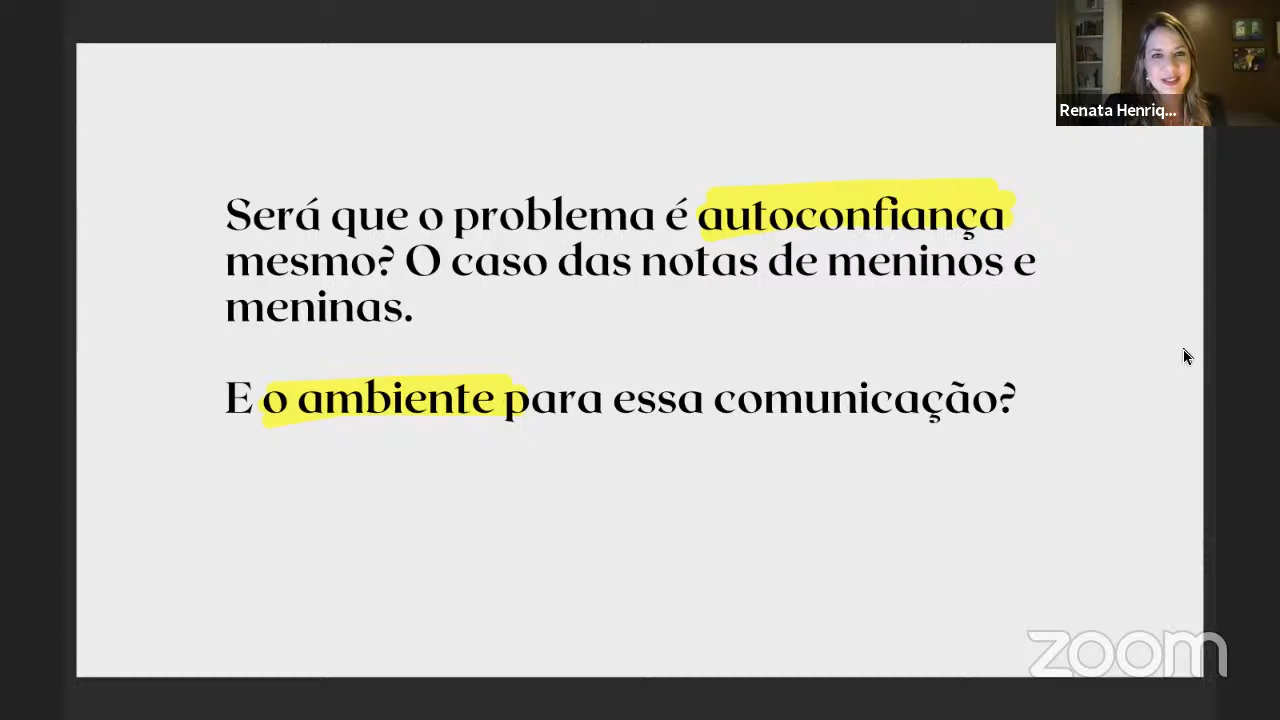 Renata Henriq...
Será que o problema é autoconfiança
mesmo? O caso das notas de meninos e
meninas.
E o ambiente para essa comunicação?
zoom